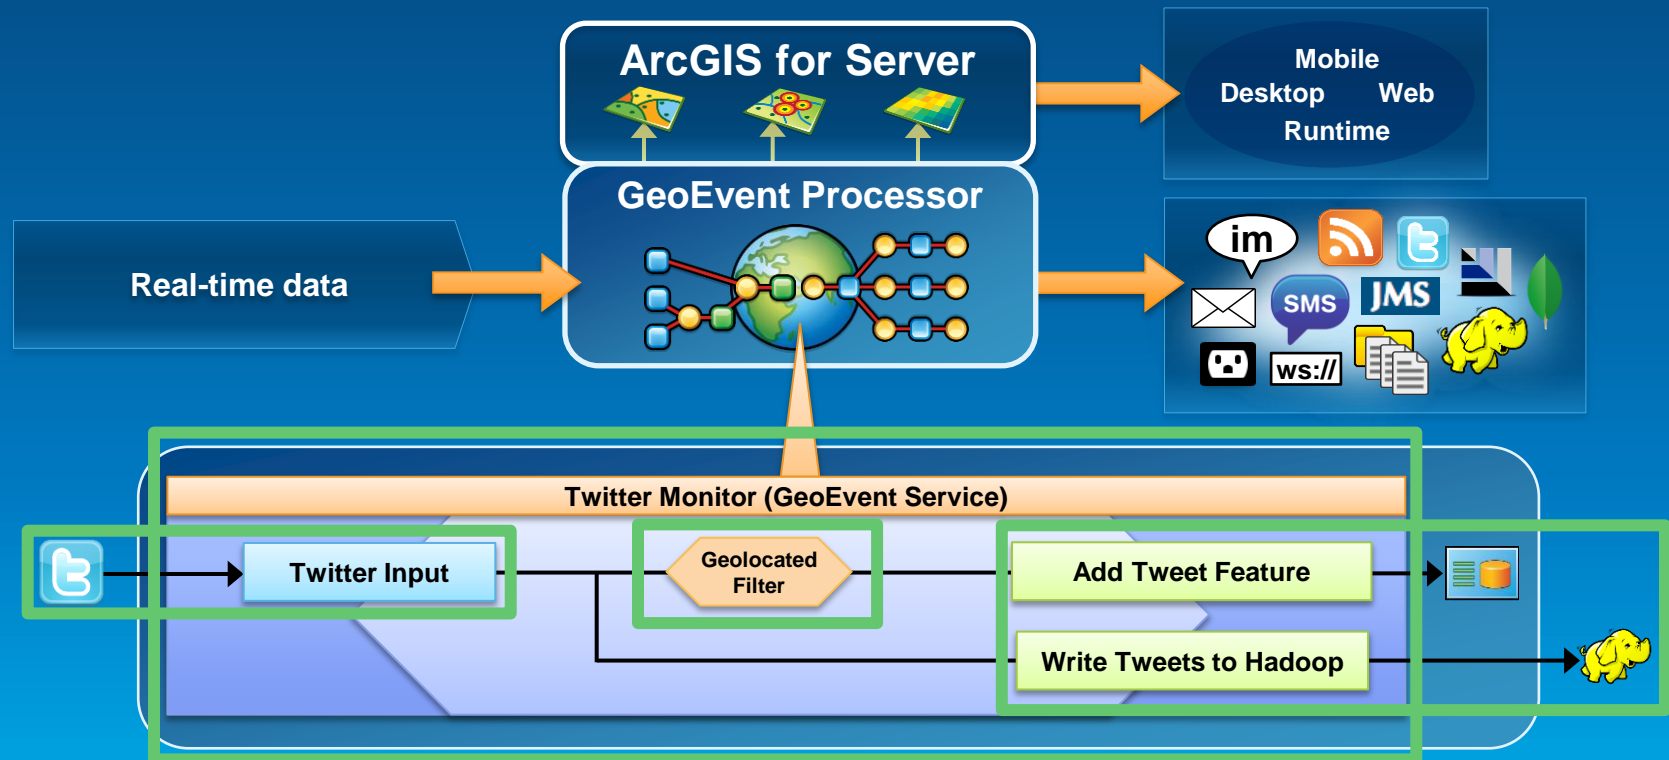 ArcGIS for Server
Mobile
Desktop Web
Runtime
GeoEvent Processor
Real-time data
im
SMS
JMS
ws://
Twitter Monitor (GeoEvent Service)
Twitter Input
Geolocated
Filter
Add Tweet Feature
Write Tweets to Hadoop